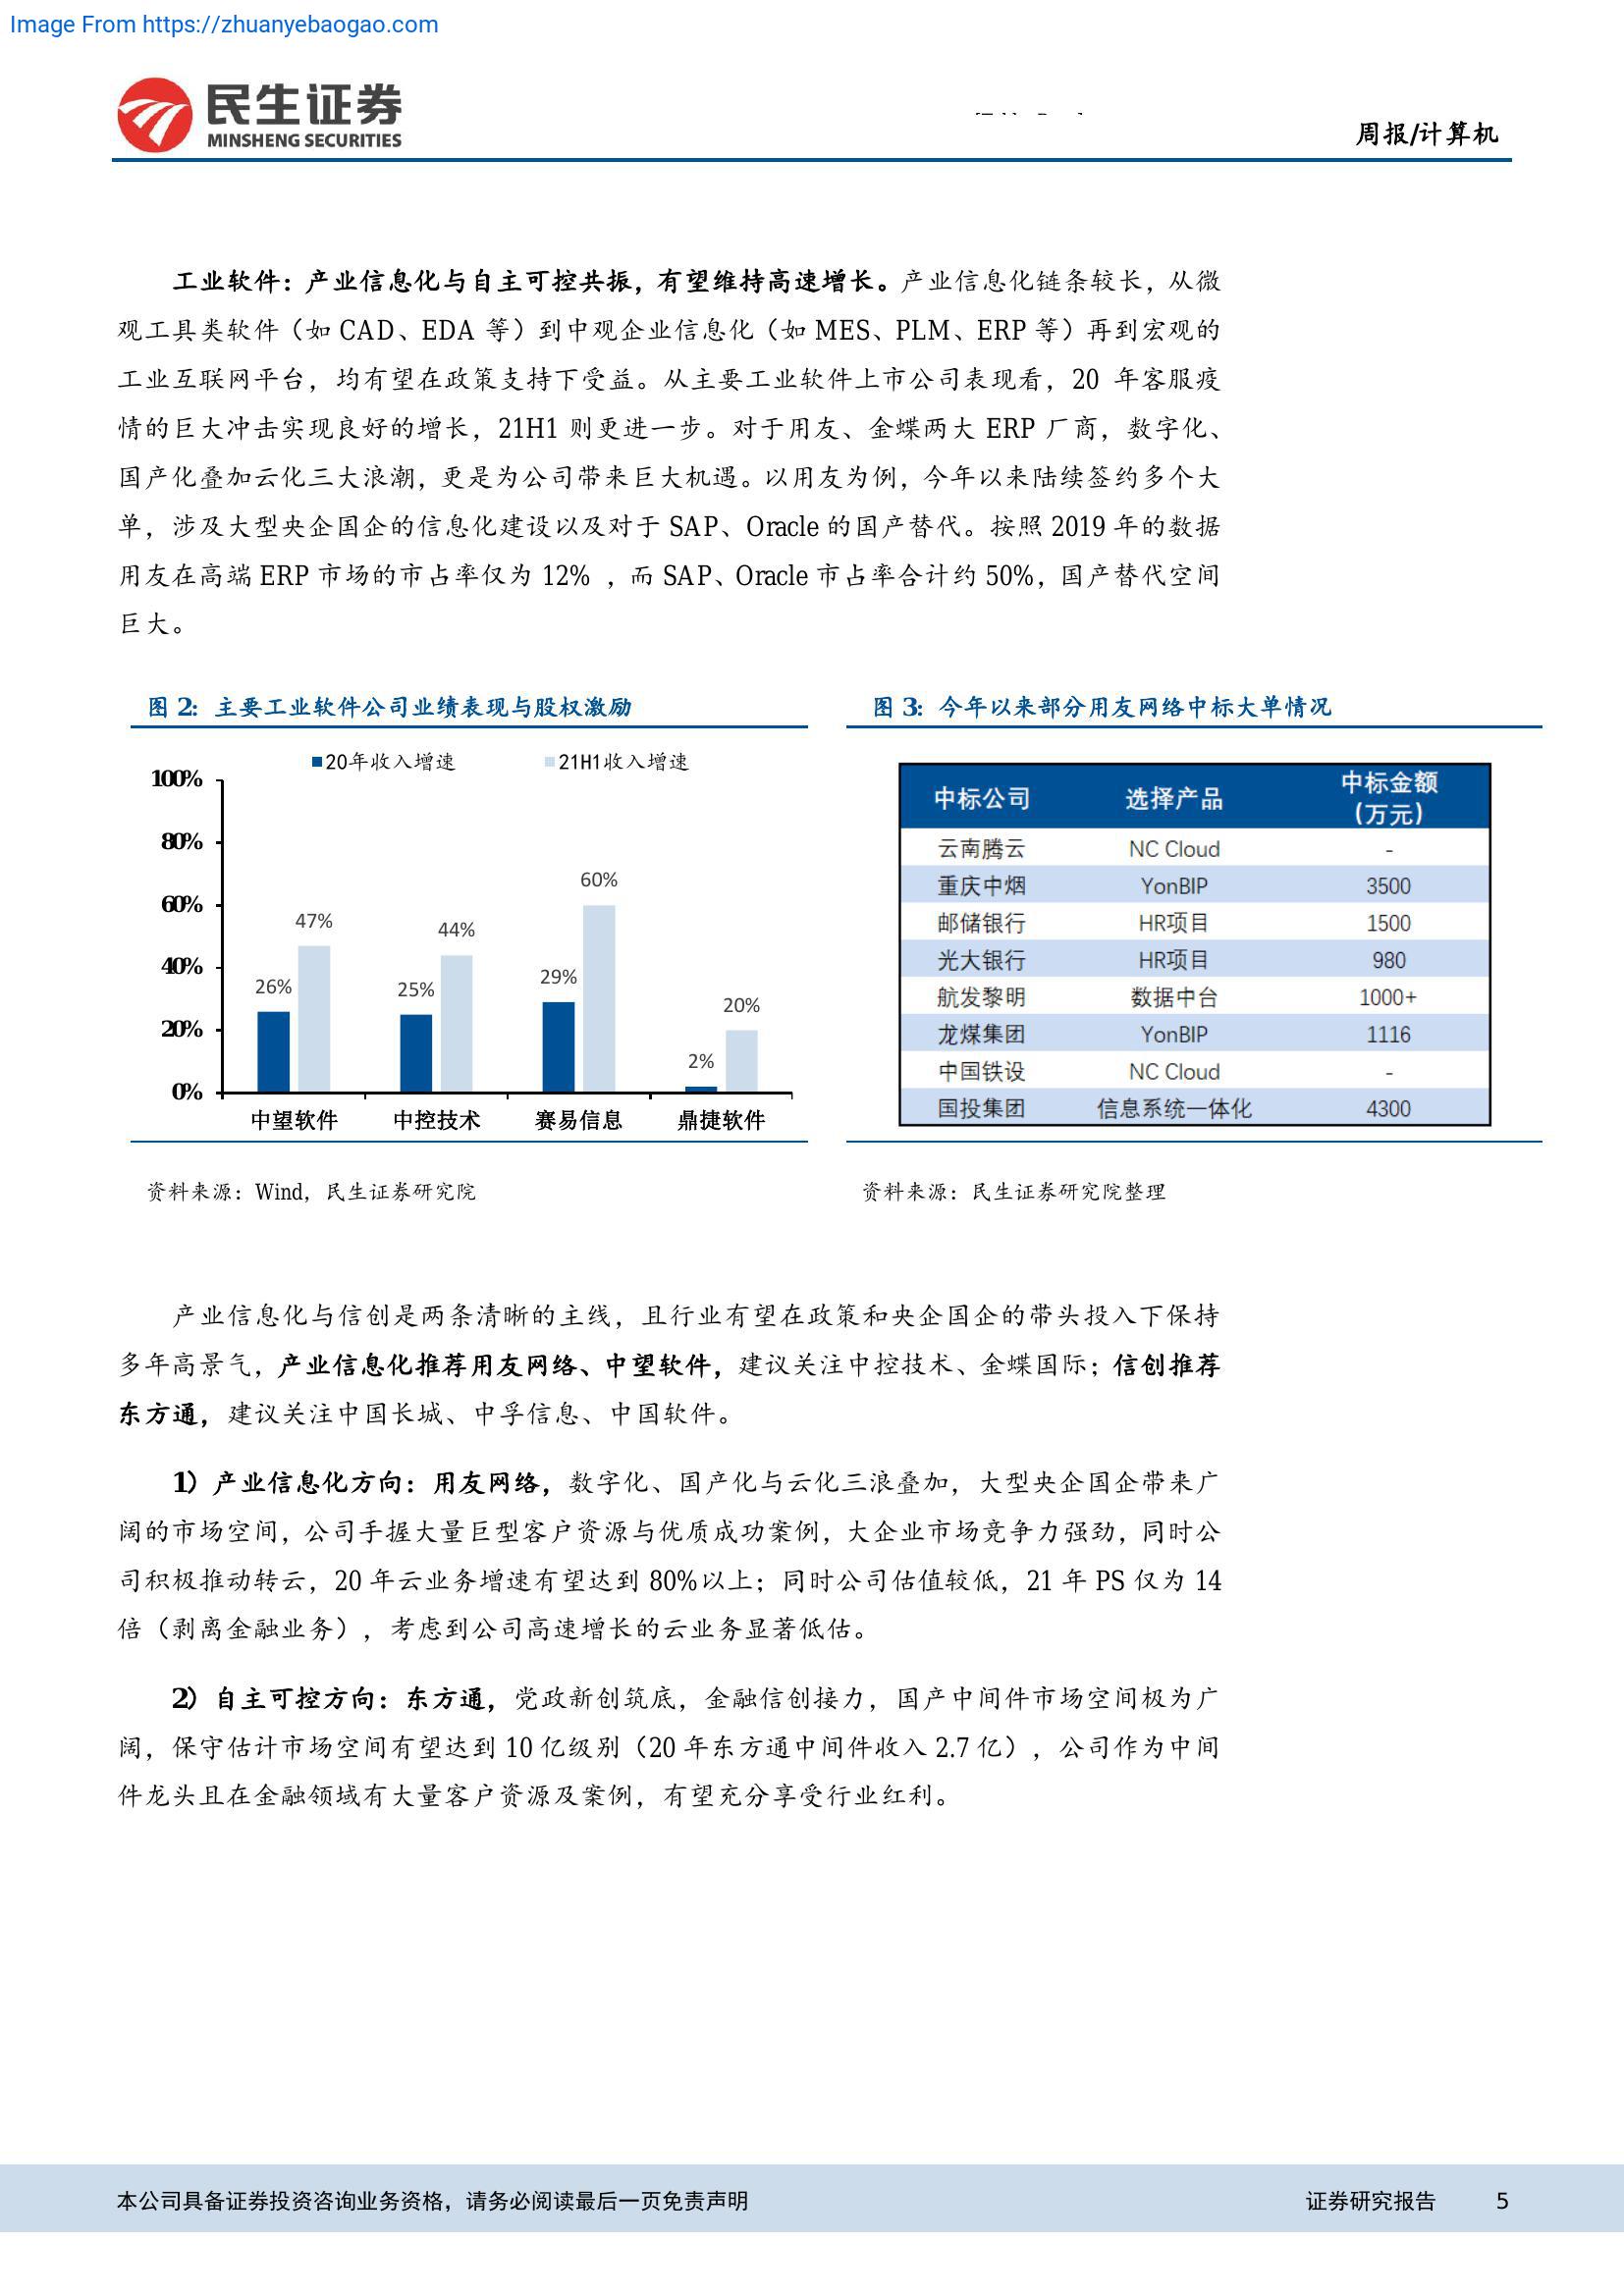 Image From https://zhuanyebaogao.com
民生证券
MINSHENG SECURITIES
周报/计算机
工业软件：产业信息化与自主可控共振，有望维持高速增长。产业信息化链条较长，从微
观工具类软件（如 CAD、EDA 等）到中观企业信息化（如 MES、PLM、ERP 等）再到宏观的
工业互联网平台，均有望在政策支持下受益。从主要工业软件上市公司表现看，20 年客服疫
情的巨大冲击实现良好的增长，21H1 则更进一步。对于用友、金蝶两大 ERP 厂商，数字化、
国产化叠加云化三大浪潮，更是为公司带来巨大机遇。以用友为例，今年以来陆续签约多个大
单，涉及大型央企国企的信息化建设以及对于 SAP、Oracle 的国产替代。按照 2019 年的数据
用友在高端 ERP 市场的市占率仅为 12% ，而 SAP、Oracle 市占率合计约 50%，国产替代空间
巨大。
图 2：主要工业软件公司业绩表现与股权激励
20年收入增速 21H1收入增速
100%
80%
60%
40%
20%
0%
26% 47% 25% 44% 29% 60% 2% 20%
中望软件 中控技术 赛易信息 鼎捷软件
资料来源：Wind，民生证券研究院
图 3：今年以来部分用友网络中标大单情况
中标公司 选择产品 中标金额
(万元)
云南腾云 NC Cloud -
重庆中烟 YonBIP 3500
邮储银行 HR项目 1500
光大银行 HR项目 980
航发黎明 数据中台 1000+
龙煤集团 YonBIP 1116
中国铁设 NC Cloud -
国投集团 信息系统一体化 4300
资料来源：民生证券研究院整理
产业信息化与信创是两条清晰的主线，且行业有望在政策和央企国企的带头投入下保持
多年高景气，产业信息化推荐用友网络、中望软件，建议关注中控技术、金蝶国际；信创推荐
东方通，建议关注中国长城、中孚信息、中国软件。
1）产业信息化方向：用友网络，数字化、国产化与云化三浪叠加，大型央企国企带来广
阔的市场空间，公司手握大量巨型客户资源与优质成功案例，大企业市场竞争力强劲，同时公
司积极推动转云，20 年云业务增速有望达到 80%以上；同时公司估值较低，21 年 PS 仅为 14
倍（剥离金融业务），考虑到公司高速增长的云业务显著低估。
2）自主可控方向：东方通，党政新创筑底，金融信创接力，国产中间件市场空间极为广
阔，保守估计市场空间有望达到 10 亿级别（20 年东方通中间件收入 2.7 亿），公司作为中间
件龙头且在金融领域有大量客户资源及案例，有望充分享受行业红利。
本公司具备证券投资咨询业务资格，请务必阅读最后一页免责声明
证券研究报告 5